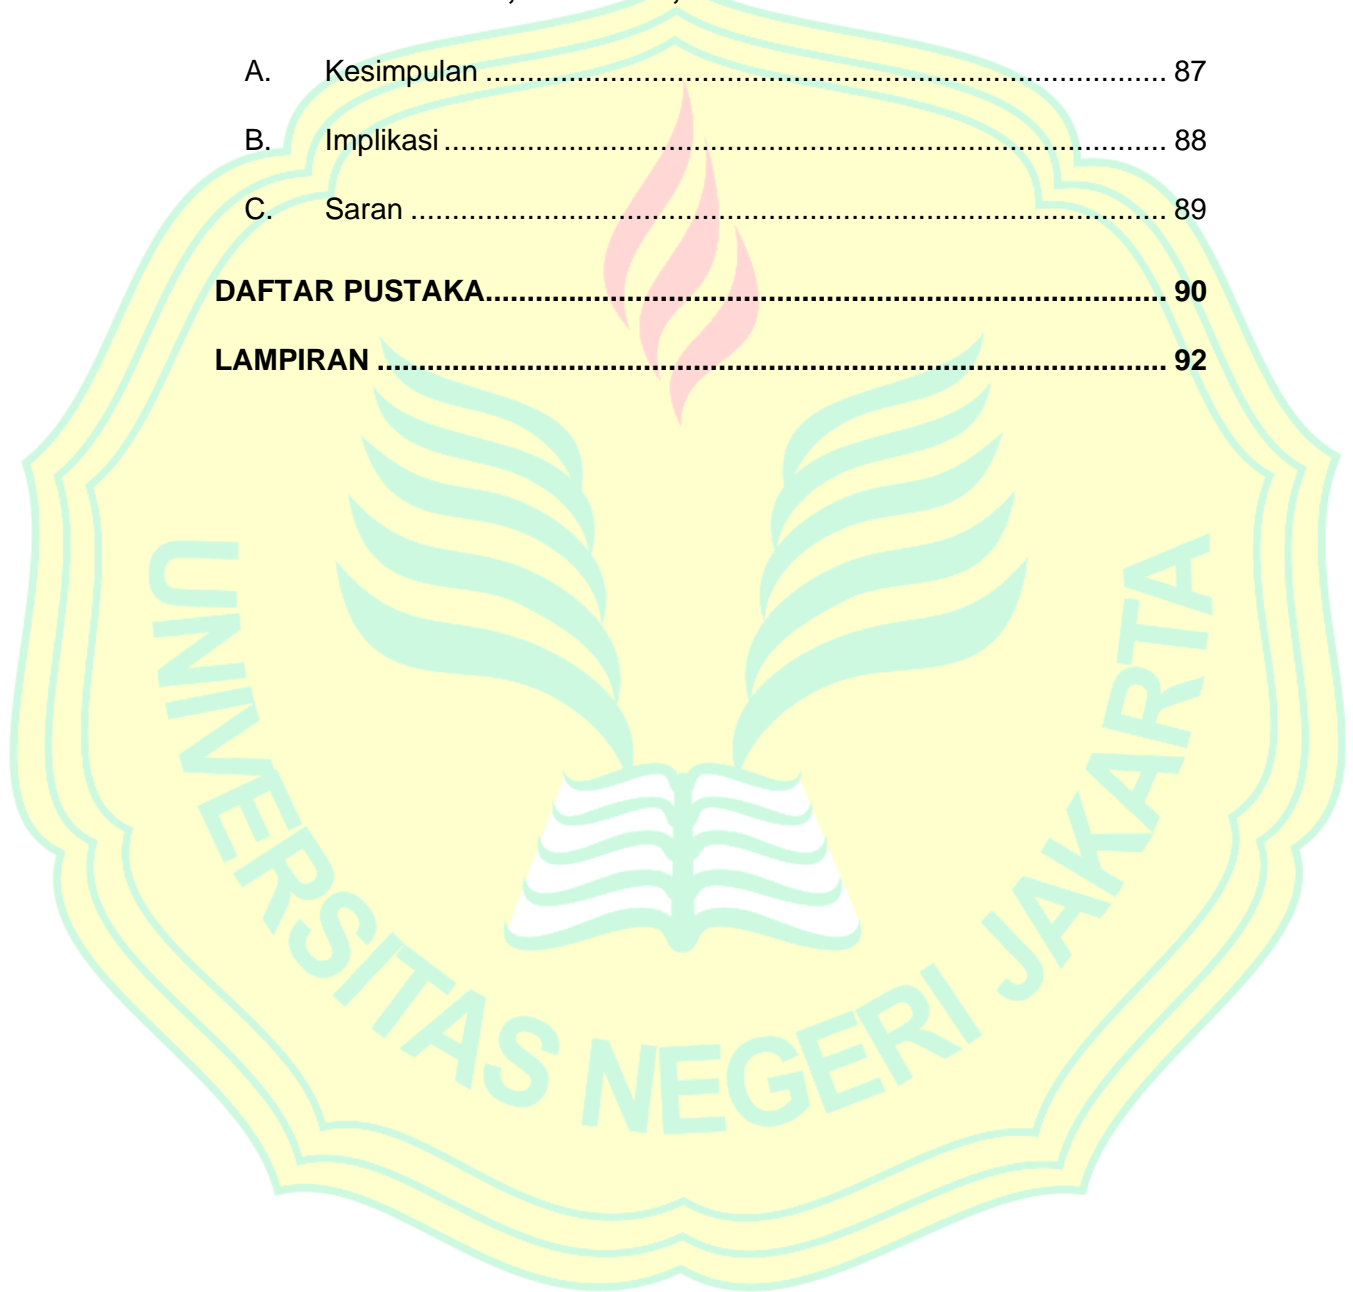 A. Kesimpulan ................................................................................... 87
B. Implikasi ........................................................................................ 88
C. Saran ............................................................................................ 89
DAFTAR PUSTAKA................................................................................... 90
LAMPIRAN ................................................................................................ 92
UNIVERSITAS NEGERI JAKARTA